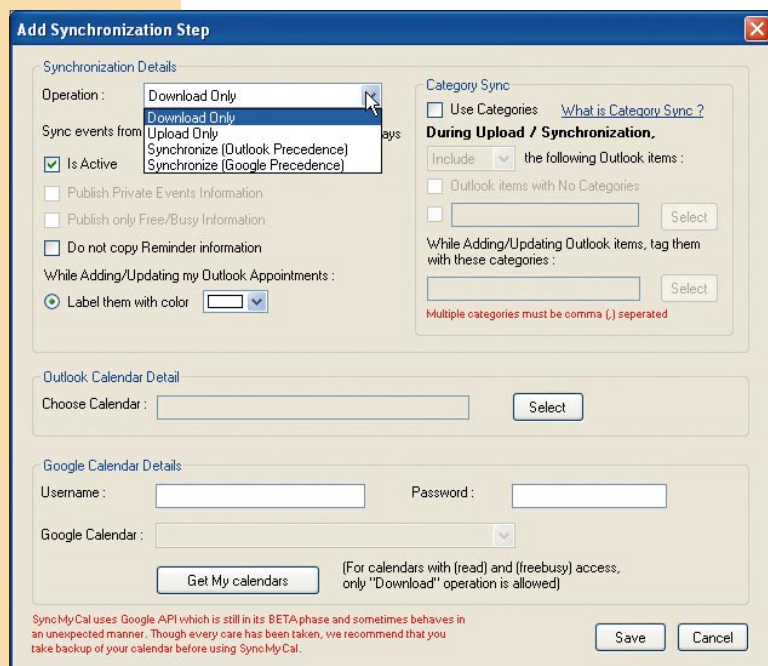 Add Synchronization Step
Synchronization Details
Operation :
Download Only
Download Only
Upload Only
Synchronize (Outlook Precedence)
Synchronize (Google Precedence)
Sync events from
ays
Is Active
Publish Private Events Information
Publish only Free/Busy Information
Do not copy Reminder information
While Adding/Updating my Outlook Appointments :
Label them with color
Category Sync
Use Categories What is Category Sync ?
During Upload / Synchronization,
Include the following Outlook items :
Outlook items with No Categories
Select
While Adding/Updating Outlook items, tag them
with these categories :
Select
Multiple categories must be comma (,) seperated
Outlook Calendar Detail
Choose Calendar : Select
Google Calendar Details
Username : Password :
Google Calendar :
Get My calendars
(For calendars with (read) and (freebusy) access,
only "Download" operation is allowed)
SyncMyCal uses Google API which is still in its BETA phase and sometimes behaves in
an unexpected manner. Though every care has been taken, we recommend that you
take backup of your calendar before using SyncMyCal.
Save Cancel